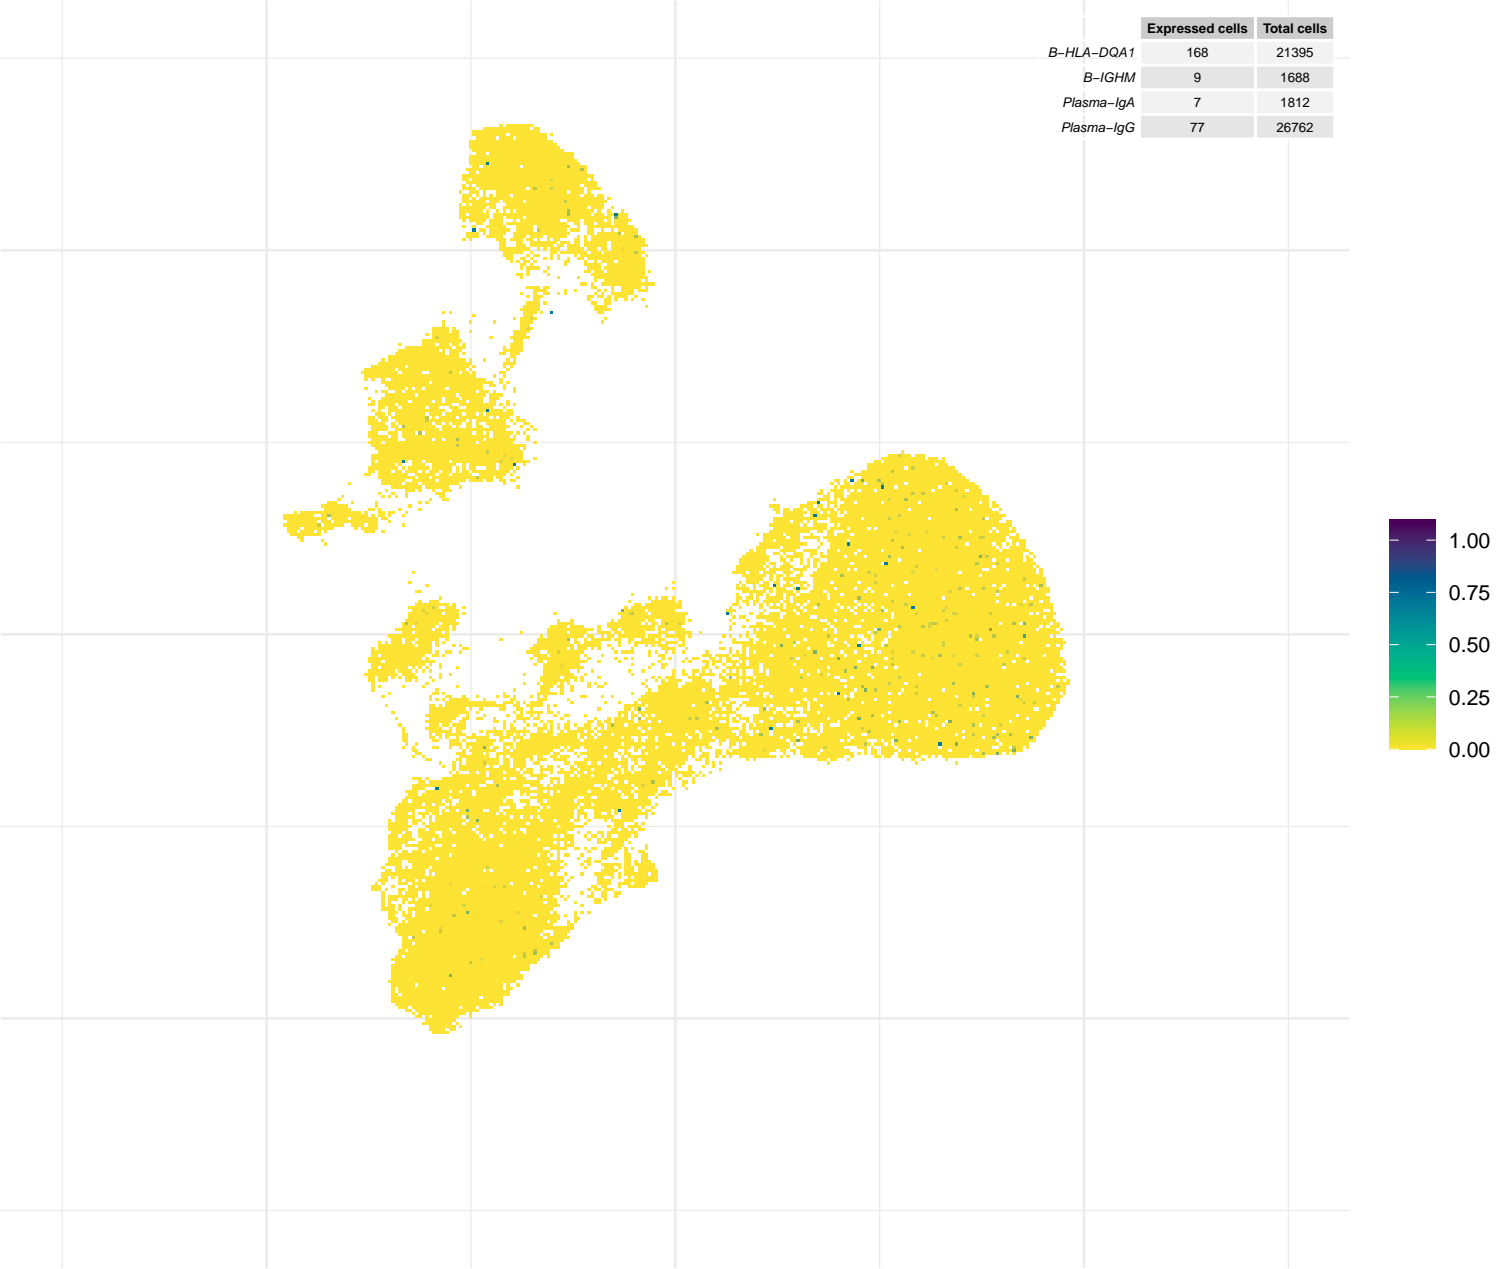 Expressed cells Total cells
B−HLA−DQA1 168 21395
B−IGHM 9 1688
Plasma−IgA 7 1812
Plasma−IgG 77 26762
1.00
0.75
0.50
0.25
0.00